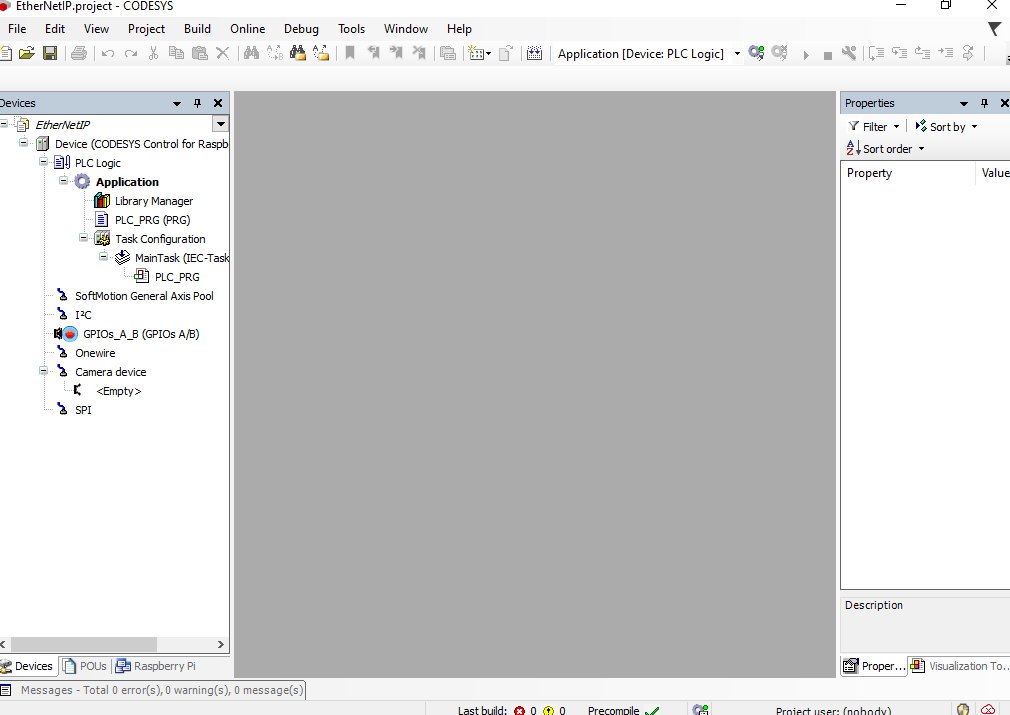 EtherNetIP.project - CODESYS
File Edit View Project Build Online Debug Tools Window Help
Application [Device: PLC Logic]
Devices
EtherNetIP
Device (CODESYS Control for Raspb
PLC Logic
Application
Library Manager
PLC_PRG (PRG)
Task Configuration
MainTask (IEC-Task
PLC_PRG
SoftMotion General Axis Pool
I²C
GPIOs_A_B (GPIOs A/B)
Onewire
Camera device
<Empty>
SPI
Devices POUs Raspberry Pi
Properties
Filter Sort by
Sort order
Property Value
Description
Proper... Visualization To...
Messages - Total 0 error(s), 0 warning(s), 0 message(s)
Last build: 0 0 Precompile Project user: (nobody)